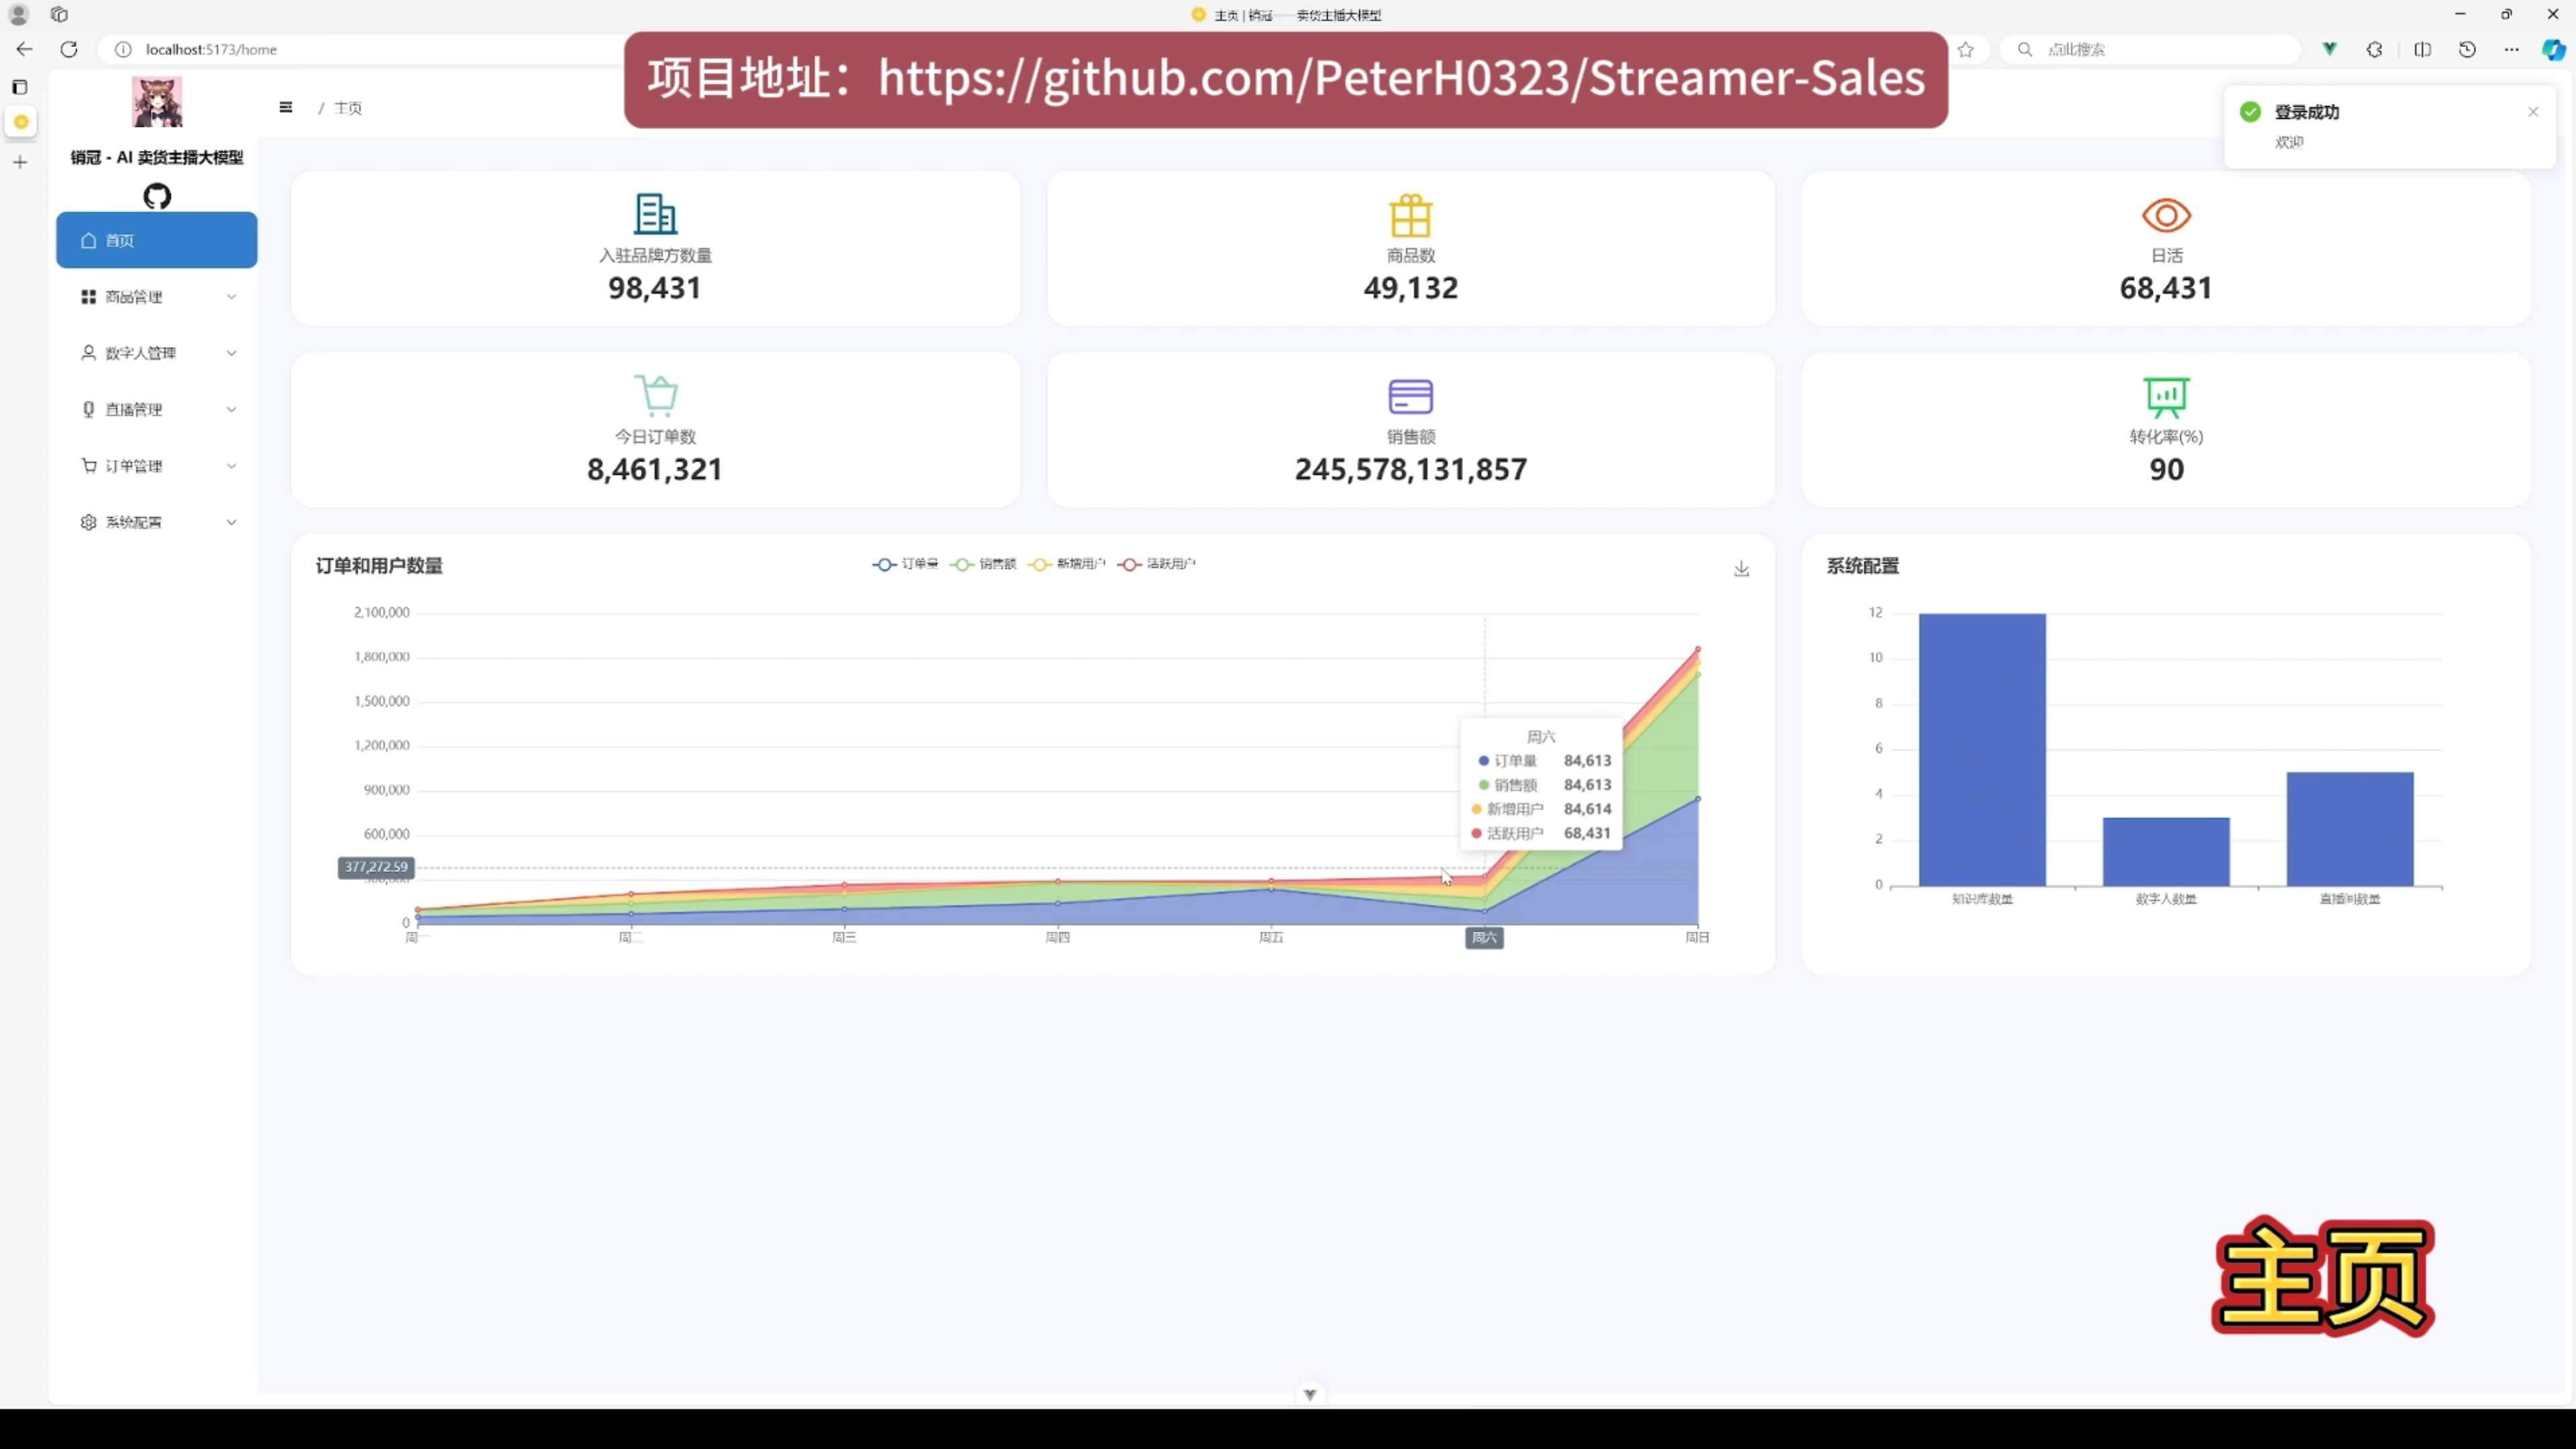 主页 | 销冠——卖货主播大模型
localhost:5173/home
点此搜索
项目地址：https://github.com/PeterH0323/Streamer-Sales
/ 主页
登录成功
欢迎
销冠 - AI 卖货主播大模型
首页
商品管理
数字人管理
直播管理
订单管理
系统配置
入驻品牌方数量
98,431
商品数
49,132
日活
68,431
今日订单数
8,461,321
销售额
245,578,131,857
转化率(%)
90
订单和用户数量
订单量 销售额 新增用户 活跃用户
2,100,000
1,800,000
1,500,000
1,200,000
900,000
600,000
377,272.59
0
周一 周二 周三 周四 周五 周六 周日
周六
订单量 84,613
销售额 84,613
新增用户 84,614
活跃用户 68,431
系统配置
12
10
8
6
4
2
0
知识库数量 数字人数量 直播间数量
主页